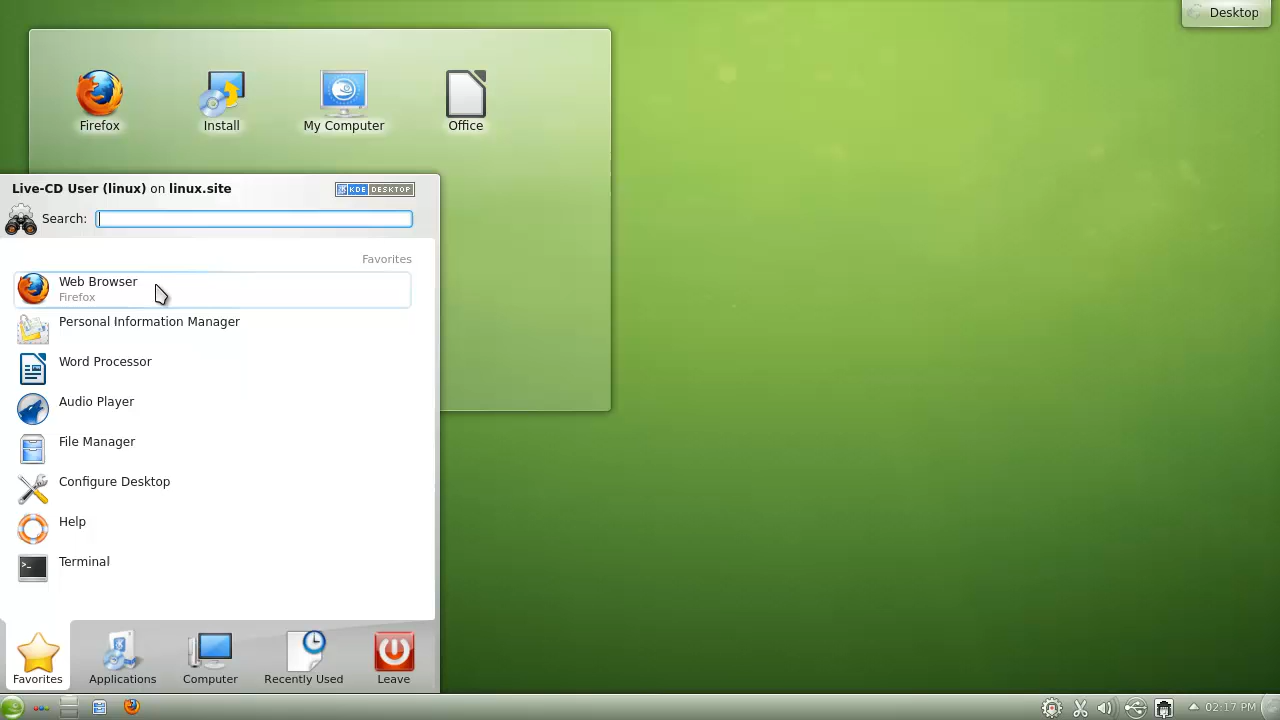 Desktop
Firefox
Install
My Computer
Office
Live-CD User (linux) on linux.site
KDE DESKTOP
Search:
Favorites
Web Browser
Firefox
Personal Information Manager
Word Processor
Audio Player
File Manager
Configure Desktop
Help
Terminal
Favorites
Applications
Computer
Recently Used
Leave
02:17 PM